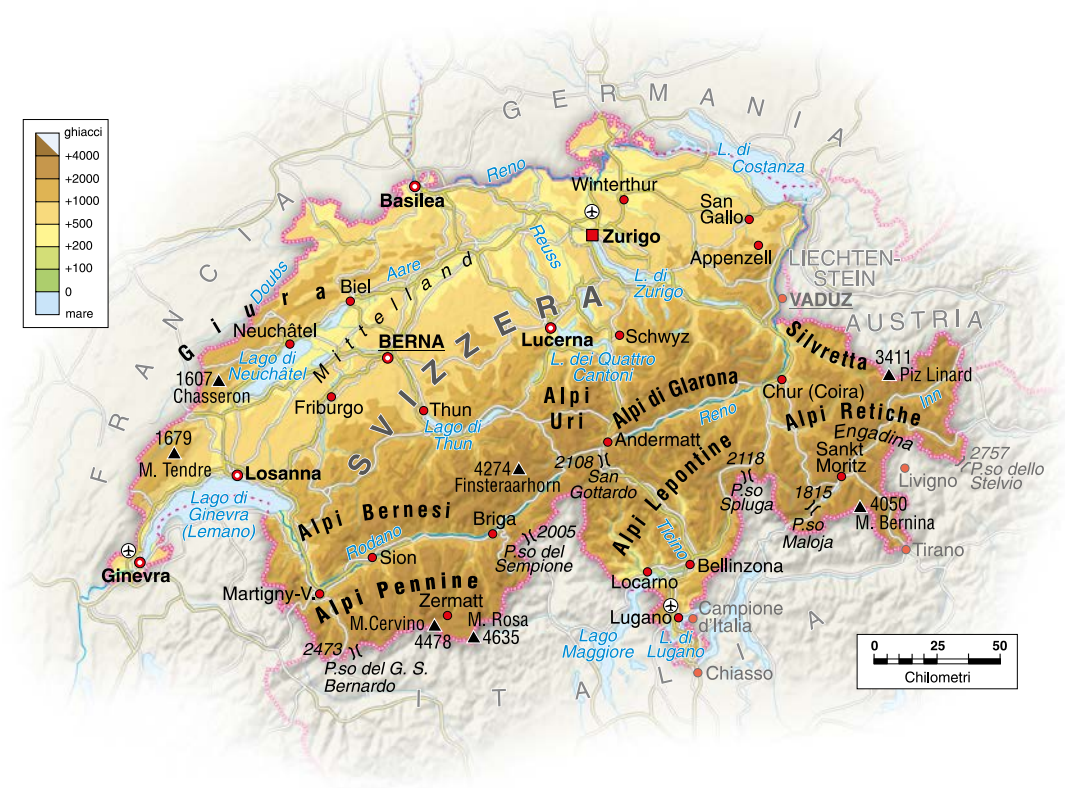 ghiacci
+4000
+2000
+1000
+500
+200
+100
0
mare
GERMANIA
FRANCIA
AUSTRIA
ITALIA
LIECHTEN-
STEIN
VADUZ
SVIZZERA
Reno
L. di
Costanza
Basilea
Winterthur
San
Gallo
Zurigo
Appenzell
Doubs
Giura
Aare
Mittelland
Reuss
L. di
Zurigo
Biel
Neuchâtel
Lago di
Neuchâtel
BERNA
Lucerna
L. dei Quattro
Cantoni
Schwyz
Silvretta
3411
Piz Linard
1607
Chasseron
Friburgo
Thun
Lago di
Thun
Alpi
Uri
Alpi di Glarona
Reno
Chur (Coira)
Alpi Retiche
Inn
Engadina
1679
M. Tendre
Losanna
Lago di
Ginevra
(Lemano)
4274
Finsteraarhorn
Andermatt
2108
San
Gottardo
Alpi Lepontine
2118
P.so
Spluga
Sankt
Moritz
2757
P.so dello
Stelvio
Livigno
1815
P.so
Maloja
4050
M. Bernina
Tirano
Alpi Bernesi
Briga
2005
P.so del
Sempione
Rodano
Sion
Ticino
Ginevra
Martigny-V.
Alpi Pennine
Zermatt
M.Cervino
4478
M. Rosa
4635
Locarno
Bellinzona
Lugano
Campione
d'Italia
Lago
Maggiore
L. di
Lugano
Chiasso
2473
P.so del G. S.
Bernardo
0 25 50
Chilometri